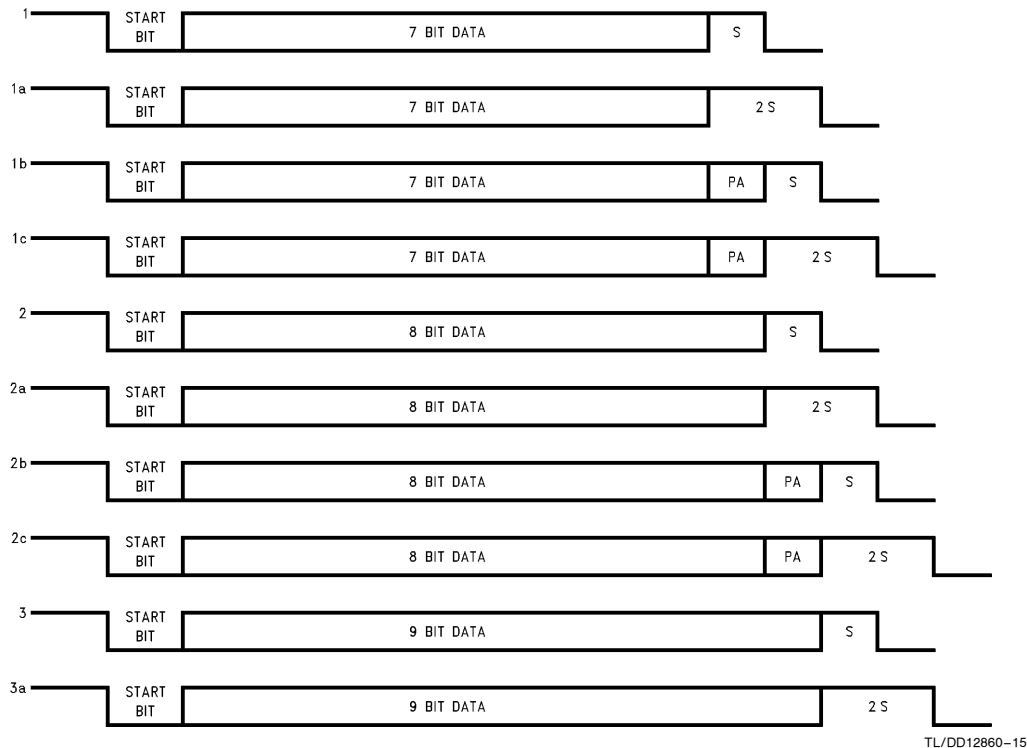 1 START BIT 7 BIT DATA S
1a START BIT 7 BIT DATA 2 S
1b START BIT 7 BIT DATA PA S
1c START BIT 7 BIT DATA PA 2 S
2 START BIT 8 BIT DATA S
2a START BIT 8 BIT DATA 2 S
2b START BIT 8 BIT DATA PA S
2c START BIT 8 BIT DATA PA 2 S
3 START BIT 9 BIT DATA S
3a START BIT 9 BIT DATA 2 S
TL/DD12860–15